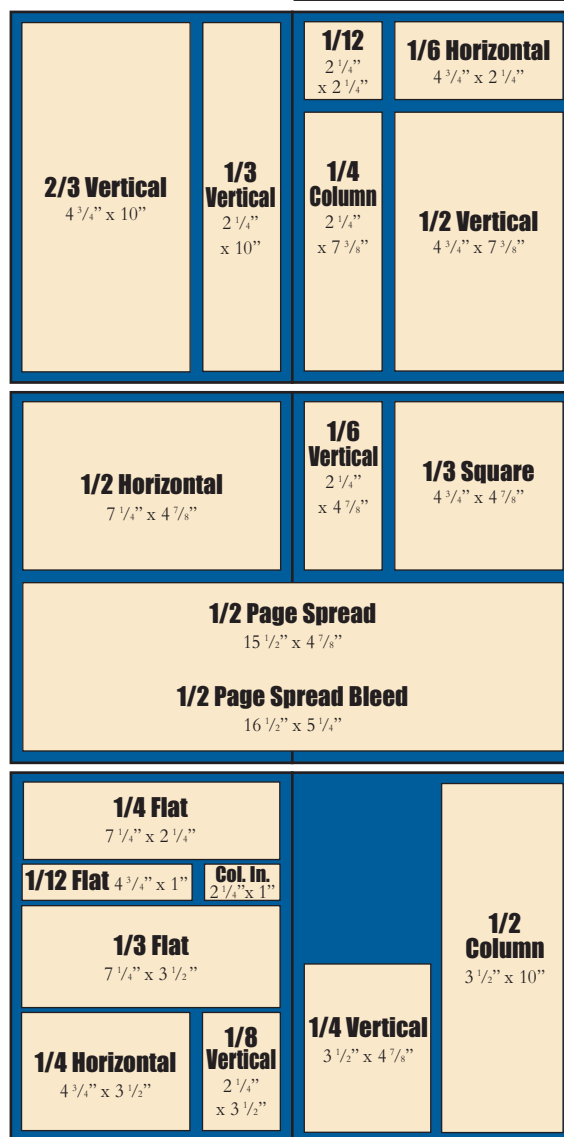 2/3 Vertical
4 3/4” x 10”
1/3
Vertical
2 1/4”
x 10”
1/12
2 1/4”
x 2 1/4”
1/6 Horizontal
4 3/4” x 2 1/4”
1/4
Column
2 1/4”
x 7 3/8”
1/2 Vertical
4 3/4” x 7 3/8”
1/2 Horizontal
7 1/4” x 4 7/8”
1/6
Vertical
2 1/4”
x 4 7/8”
1/3 Square
4 3/4” x 4 7/8”
1/2 Page Spread
15 1/2” x 4 7/8”
1/2 Page Spread Bleed
16 1/2” x 5 1/4”
1/4 Flat
7 1/4” x 2 1/4”
1/12 Flat 4 3/4” x 1”
Col. In.
2 1/4”x 1”
1/3 Flat
7 1/4” x 3 1/2”
1/4 Horizontal
4 3/4” x 3 1/2”
1/8
Vertical
2 1/4”
x 3 1/2”
1/4 Vertical
3 1/2” x 4 7/8”
1/2
Column
3 1/2” x 10”